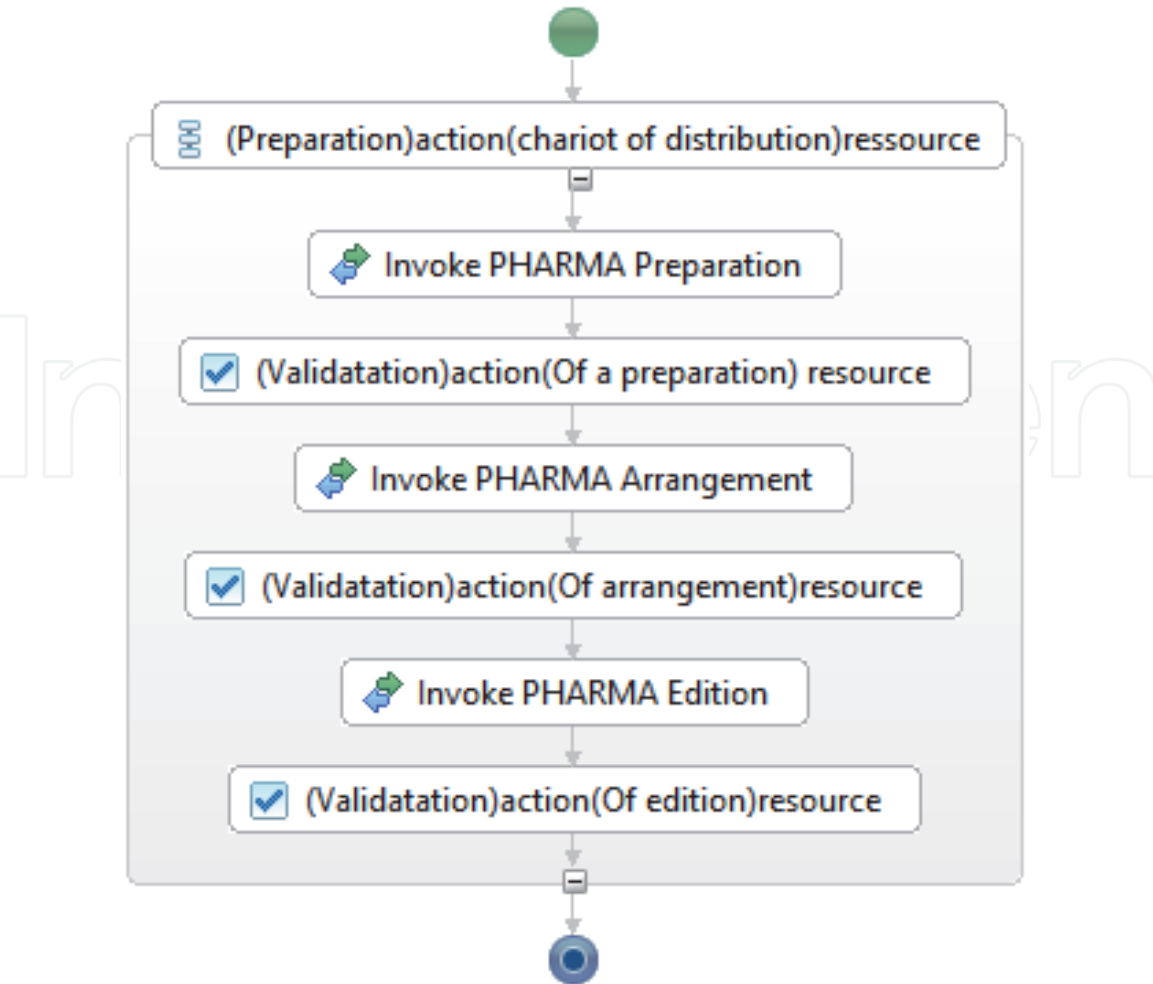 (Preparation)action(chariot of distribution)ressource
Invoke PHARMA Preparation
(Validatation)action(Of a preparation) resource
Invoke PHARMA Arrangement
(Validatation)action(Of arrangement)resource
Invoke PHARMA Edition
(Validatation)action(Of edition)resource